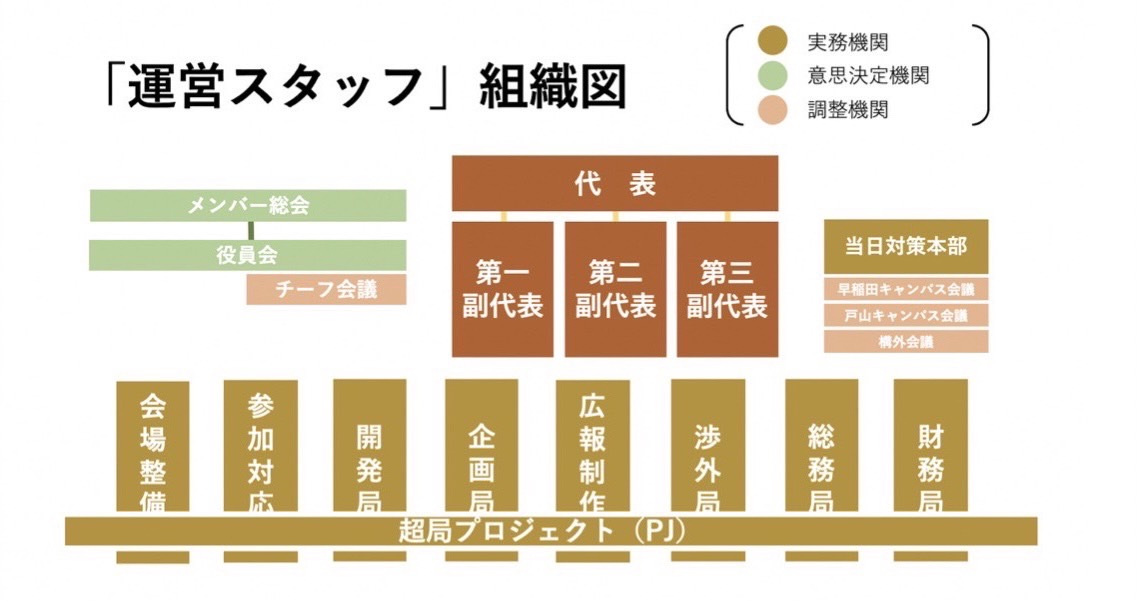 「運営スタッフ」組織図
実務機関
意思決定機関
調整機関
メンバー総会
役員会
チーフ会議
代 表
第一
副代表
第二
副代表
第三
副代表
当日対策本部
早稲田キャンパス会議
戸山キャンパス会議
構外会議
会場整備
参加対応
開発局
企画局
広報制作
渉外局
総務局
財務局
超局プロジェクト（PJ）